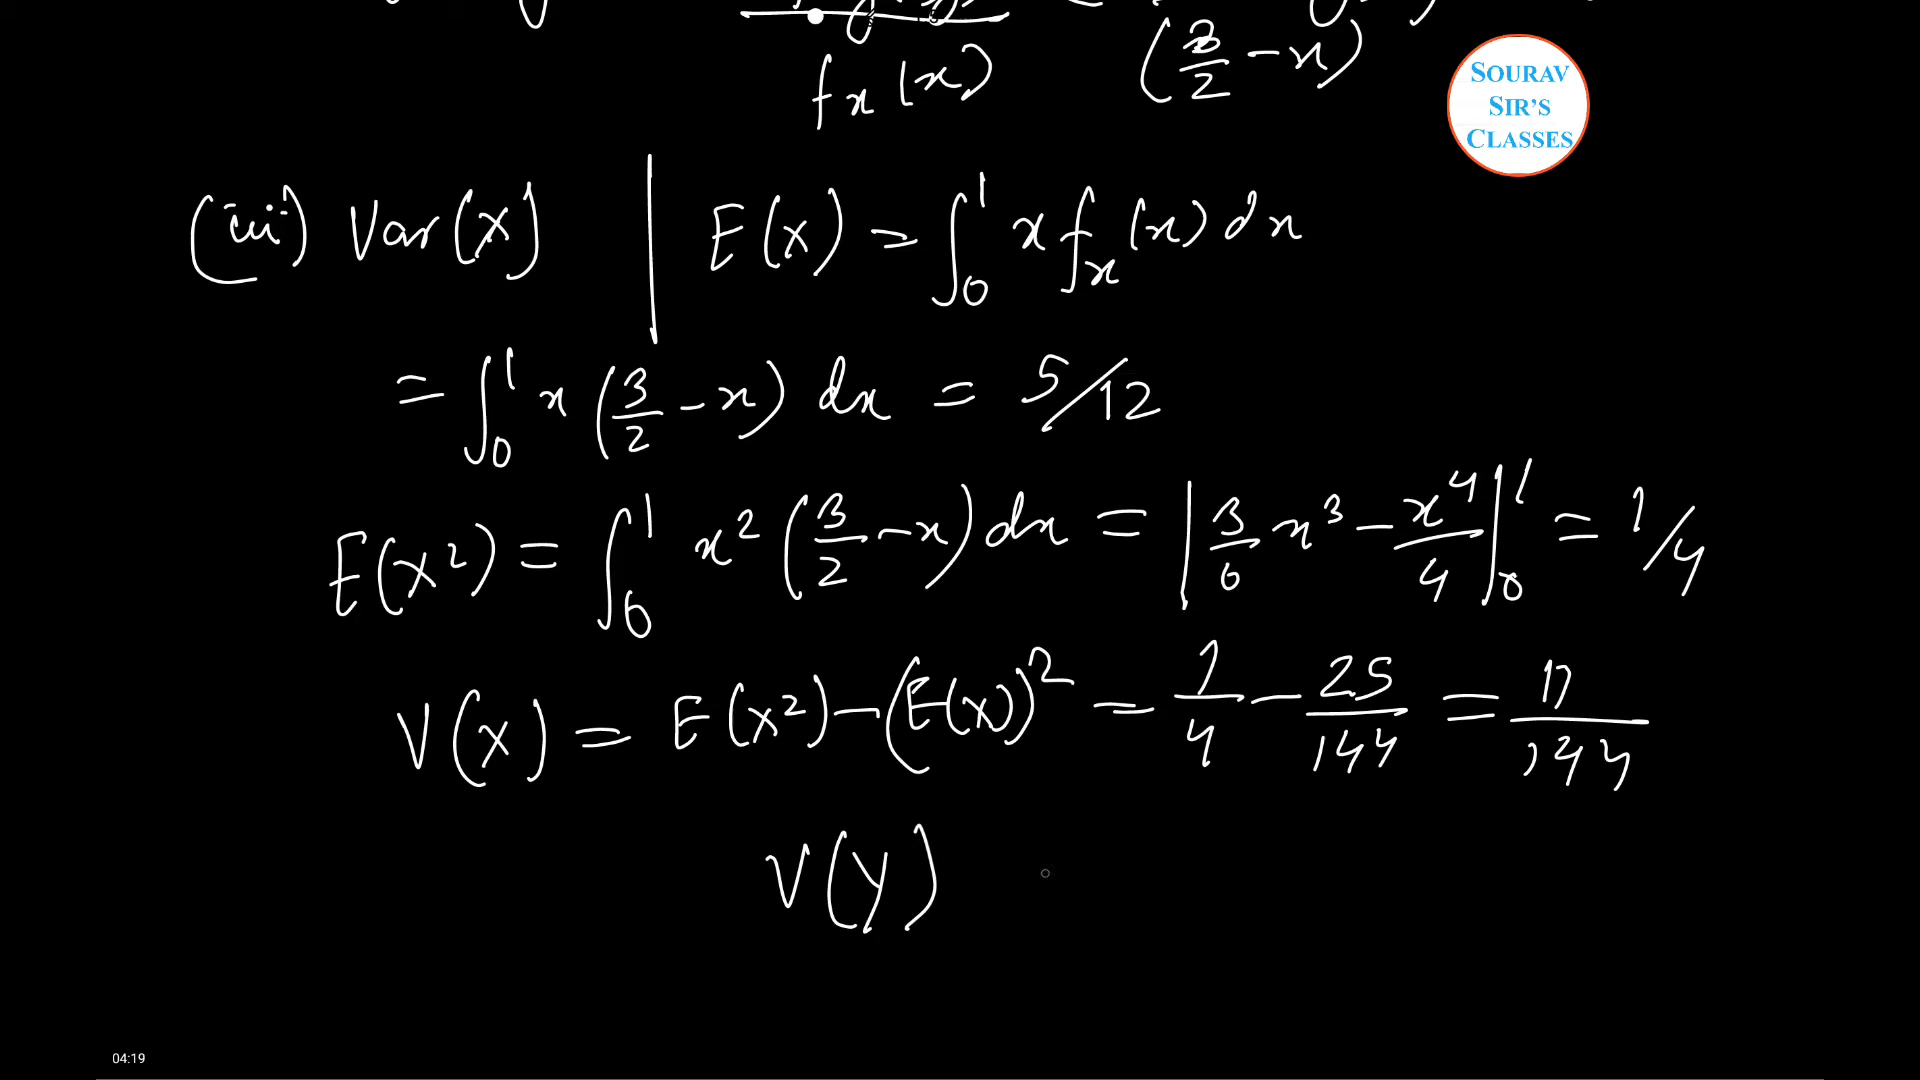 fx(x) (3/2 - x)
SOURAV
SIR'S
CLASSES
(iii) Var(X) | E(X) = ∫₀¹ x fx(x) dx
= ∫₀¹ x (3/2 - x) dx = 5/12
E(X²) = ∫₀¹ x² (3/2 - x) dx = |3/6 x³ - x⁴/4|₀¹ = 1/4
V(X) = E(X²) - (E(X))² = 1/4 - 25/144 = 11/144
V(Y)
04:19